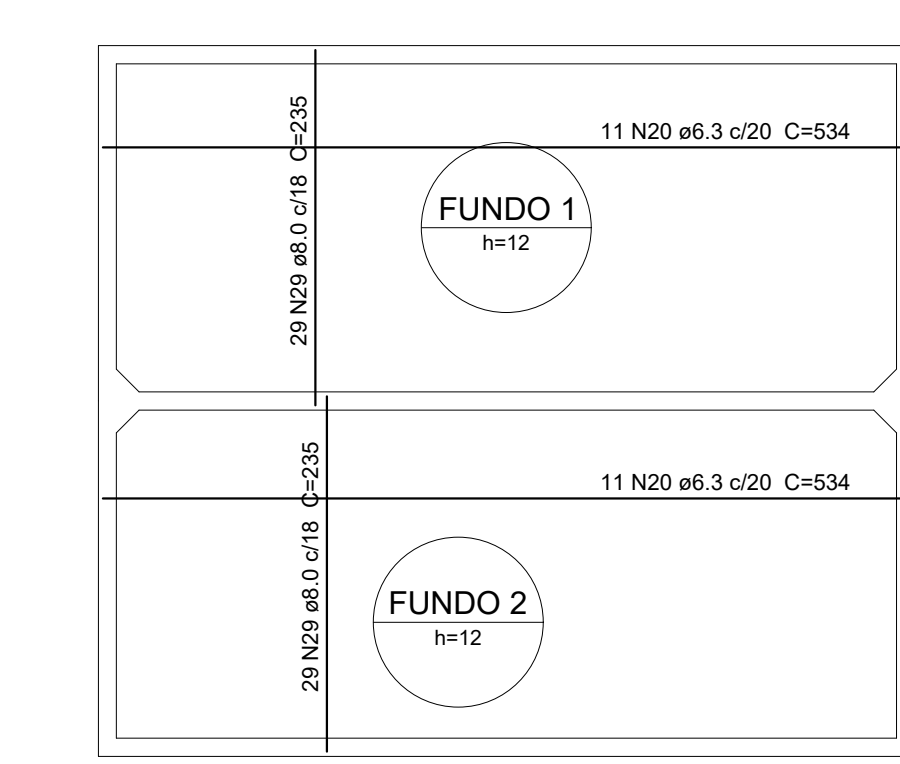 29 N29 ø8.0 c/18 C=235
11 N20 ø6.3 c/20 C=534
FUNDO 1
h=12
29 N29 ø8.0 c/18 C=235
11 N20 ø6.3 c/20 C=534
FUNDO 2
h=12